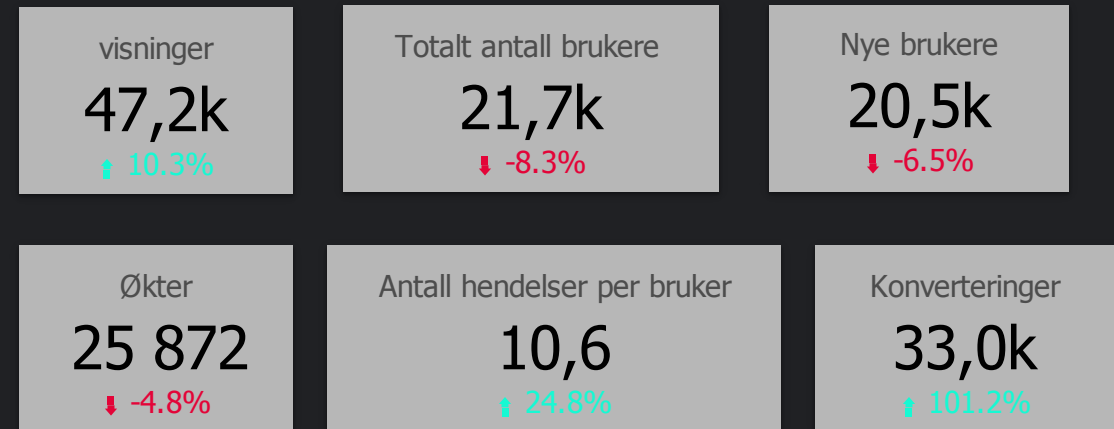 visninger
47,2k
10.3%
Totalt antall brukere
21,7k
-8.3%
Nye brukere
20,5k
-6.5%
Økter
25 872
-4.8%
Antall hendelser per bruker
10,6
24.8%
Konverteringer
33,0k
101.2%